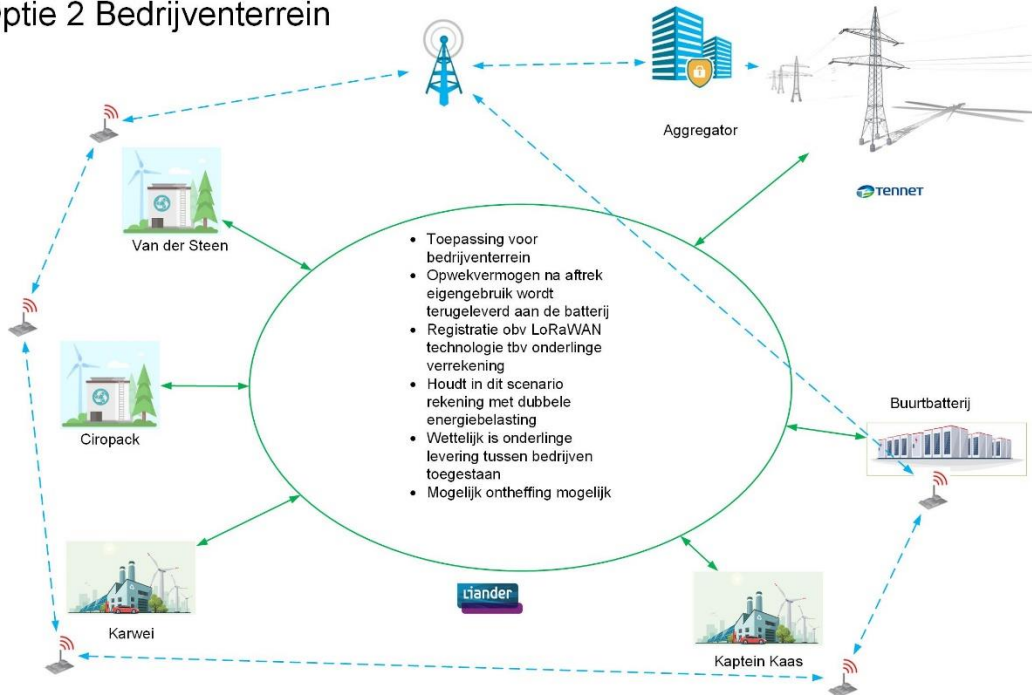 ptie 2 Bedrijventerrein
Aggregator
TENNET
Van der Steen
• Toepassing voor
bedrijventerrein
• Opwekvermogen na aftrek
eigengebruik wordt
teruggeleverd aan de batterij
• Registratie obv LoRaWAN
technologie tbv onderlinge
verrekening
• Houdt in dit scenario
rekening met dubbele
energiebelasting
• Wettelijk is onderlinge
levering tussen bedrijven
toegestaan
• Mogelijk ontheffing mogelijk
Ciropack
Buurtbatterij
Liander
Karwei
Kaptein Kaas